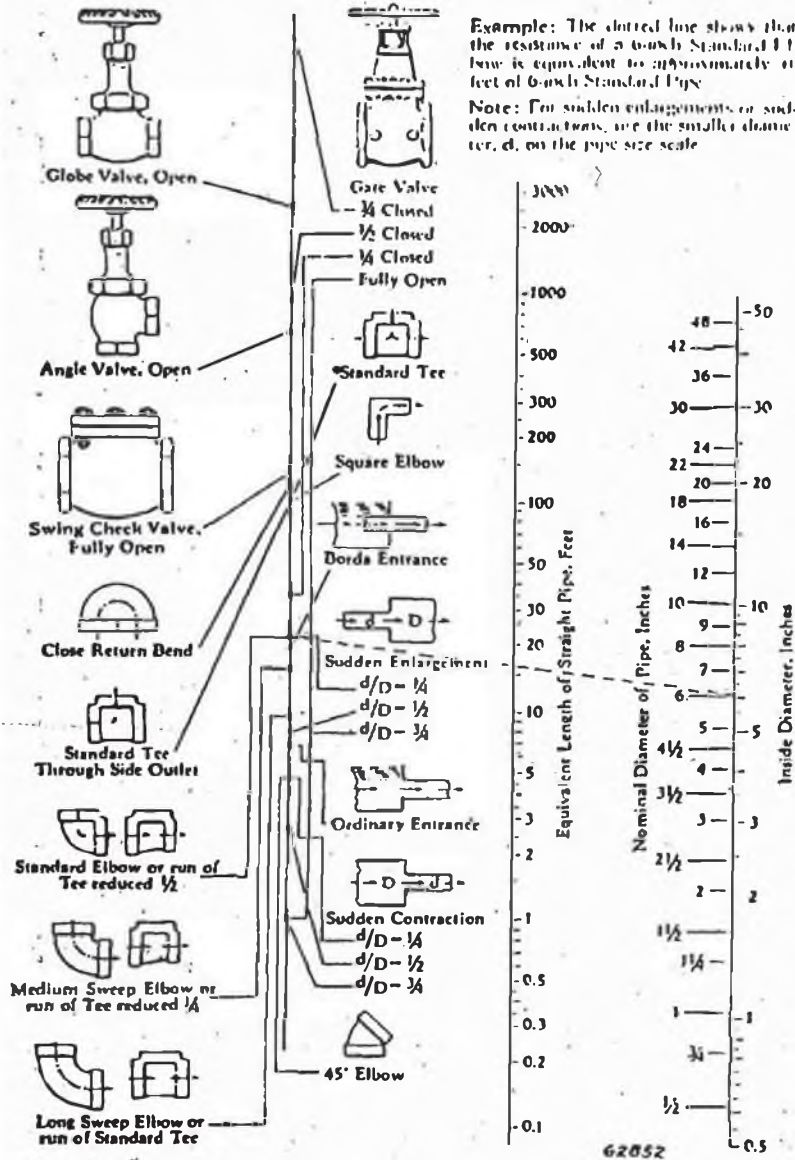 Example: The dotted line shows that
the resistance of a 6-inch Standard
bow is equivalent to approximately
feet of 6-inch Standard Pipe
Note: For sudden enlargements or sud-
den contractions, use the smaller diame
ter, d, on the pipe size scale
Globe Valve, Open
Gate Valve
¾ Closed
½ Closed
¼ Closed
Fully Open
Angle Valve, Open
Standard Tee
Square Elbow
Swing Check Valve,
Fully Open
Borda Entrance
Close Return Bend
d D
Sudden Enlargement
d/D-¼
d/D-½
d/D-¾
Standard Tee
Through Side Outlet
Ordinary Entrance
Standard Elbow or run of
Tee reduced ½
D d
Sudden Contraction
d/D-¼
d/D-½
d/D-¾
Medium Sweep Elbow or
run of Tee reduced ¼
45° Elbow
Long Sweep Elbow or
run of Standard Tee
3000
2000
1000
500
300
200
100
50
30
20
10
5
3
2
1
0.5
0.3
0.2
0.1
Equivalent Length of Straight Pipe, Feet
Nominal Diameter of Pipe, Inches
48
42
36
30
24
22
20
18
16
14
12
10
9
8
7
6
5
4½
4
3½
3
2½
2
1½
1¼
1
¾
½
50
30
20
10
5
3
2
1
0.5
Inside Diameter, Inches
62852